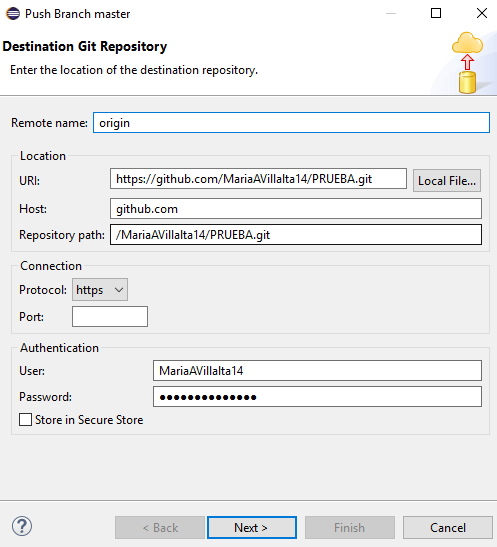 Push Branch master
Destination Git Repository
Enter the location of the destination repository.
Remote name: origin
Location
URI: https://github.com/MariaAVillalta14/PRUEBA.git Local File...
Host: github.com
Repository path: /MariaAVillalta14/PRUEBA.git
Connection
Protocol: https
Port:
Authentication
User: MariaAVillalta14
Password: ●●●●●●●●●●●●●●
Store in Secure Store
? < Back Next > Finish Cancel